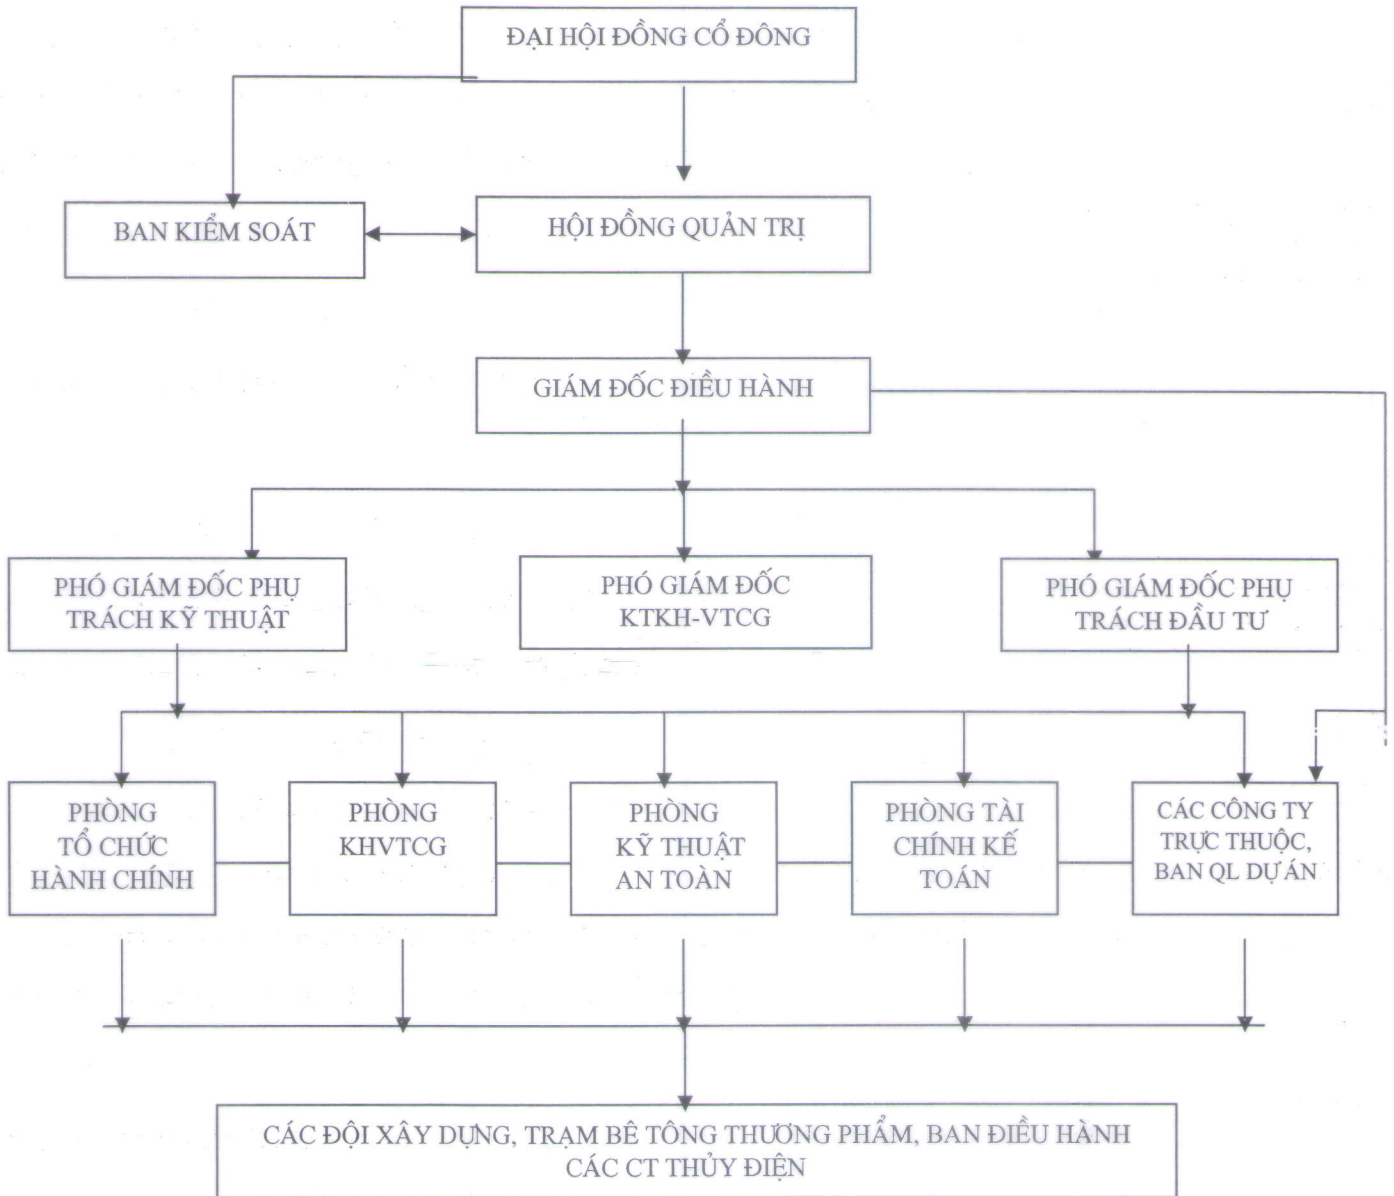 ĐẠI HỘI ĐỒNG CỔ ĐÔNG
BAN KIỂM SOÁT
HỘI ĐỒNG QUẢN TRỊ
GIÁM ĐỐC ĐIỀU HÀNH
PHÓ GIÁM ĐỐC PHỤ
TRÁCH KỸ THUẬT
PHÓ GIÁM ĐỐC
KTKH-VTCG
PHÓ GIÁM ĐỐC PHỤ
TRÁCH ĐẦU TƯ
PHÒNG
TỔ CHỨC
HÀNH CHÍNH
PHÒNG
KHVTCG
PHÒNG
KỸ THUẬT
AN TOÀN
PHÒNG TÀI
CHÍNH KẾ
TOÁN
CÁC CÔNG TY
TRỰC THUỘC,
BAN QL DỰ ÁN
CÁC ĐỘI XÂY DỰNG, TRẠM BÊ TÔNG THƯƠNG PHẨM, BAN ĐIỀU HÀNH
CÁC CT THỦY ĐIỆN